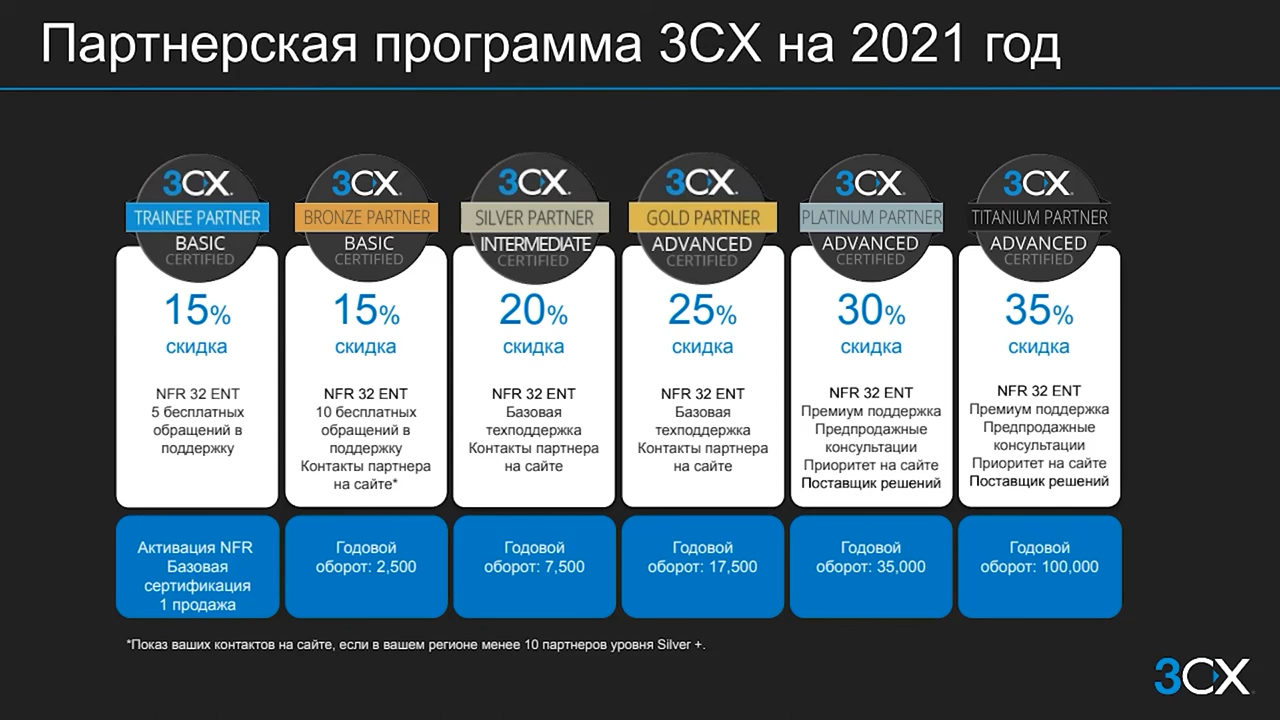 Партнерская программа 3CX на 2021 год
3CX
TRAINEE PARTNER
BASIC
CERTIFIED
15%
скидка
NFR 32 ENT
5 бесплатных
обращений в
поддержку
Активация NFR
Базовая
сертификация
1 продажа
3CX
BRONZE PARTNER
BASIC
CERTIFIED
15%
скидка
NFR 32 ENT
10 бесплатных
обращений в
поддержку
Контакты партнера
на сайте*
Годовой
оборот: 2,500
3CX
SILVER PARTNER
INTERMEDIATE
CERTIFIED
20%
скидка
NFR 32 ENT
Базовая
техподдержка
Контакты партнера
на сайте
Годовой
оборот: 7,500
3CX
GOLD PARTNER
ADVANCED
CERTIFIED
25%
скидка
NFR 32 ENT
Базовая
техподдержка
Контакты партнера
на сайте
Годовой
оборот: 17,500
3CX
PLATINUM PARTNER
ADVANCED
CERTIFIED
30%
скидка
NFR 32 ENT
Премиум поддержка
Предпродажные
консультации
Приоритет на сайте
Поставщик решений
Годовой
оборот: 35,000
3CX
TITANIUM PARTNER
ADVANCED
CERTIFIED
35%
скидка
NFR 32 ENT
Премиум поддержка
Предпродажные
консультации
Приоритет на сайте
Поставщик решений
Годовой
оборот: 100,000
*Показ ваших контактов на сайте, если в вашем регионе менее 10 партнеров уровня Silver +.
3CX